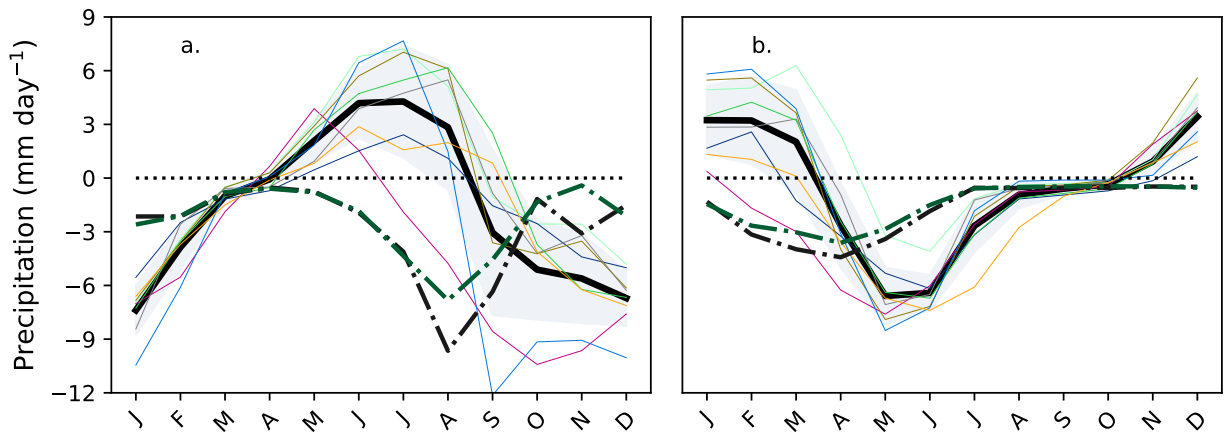 Precipitation (mm day⁻¹)
9
6
3
0
−3
−6
−9
−12
a.
J F M A M J J A S O N D
b.
J F M A M J J A S O N D